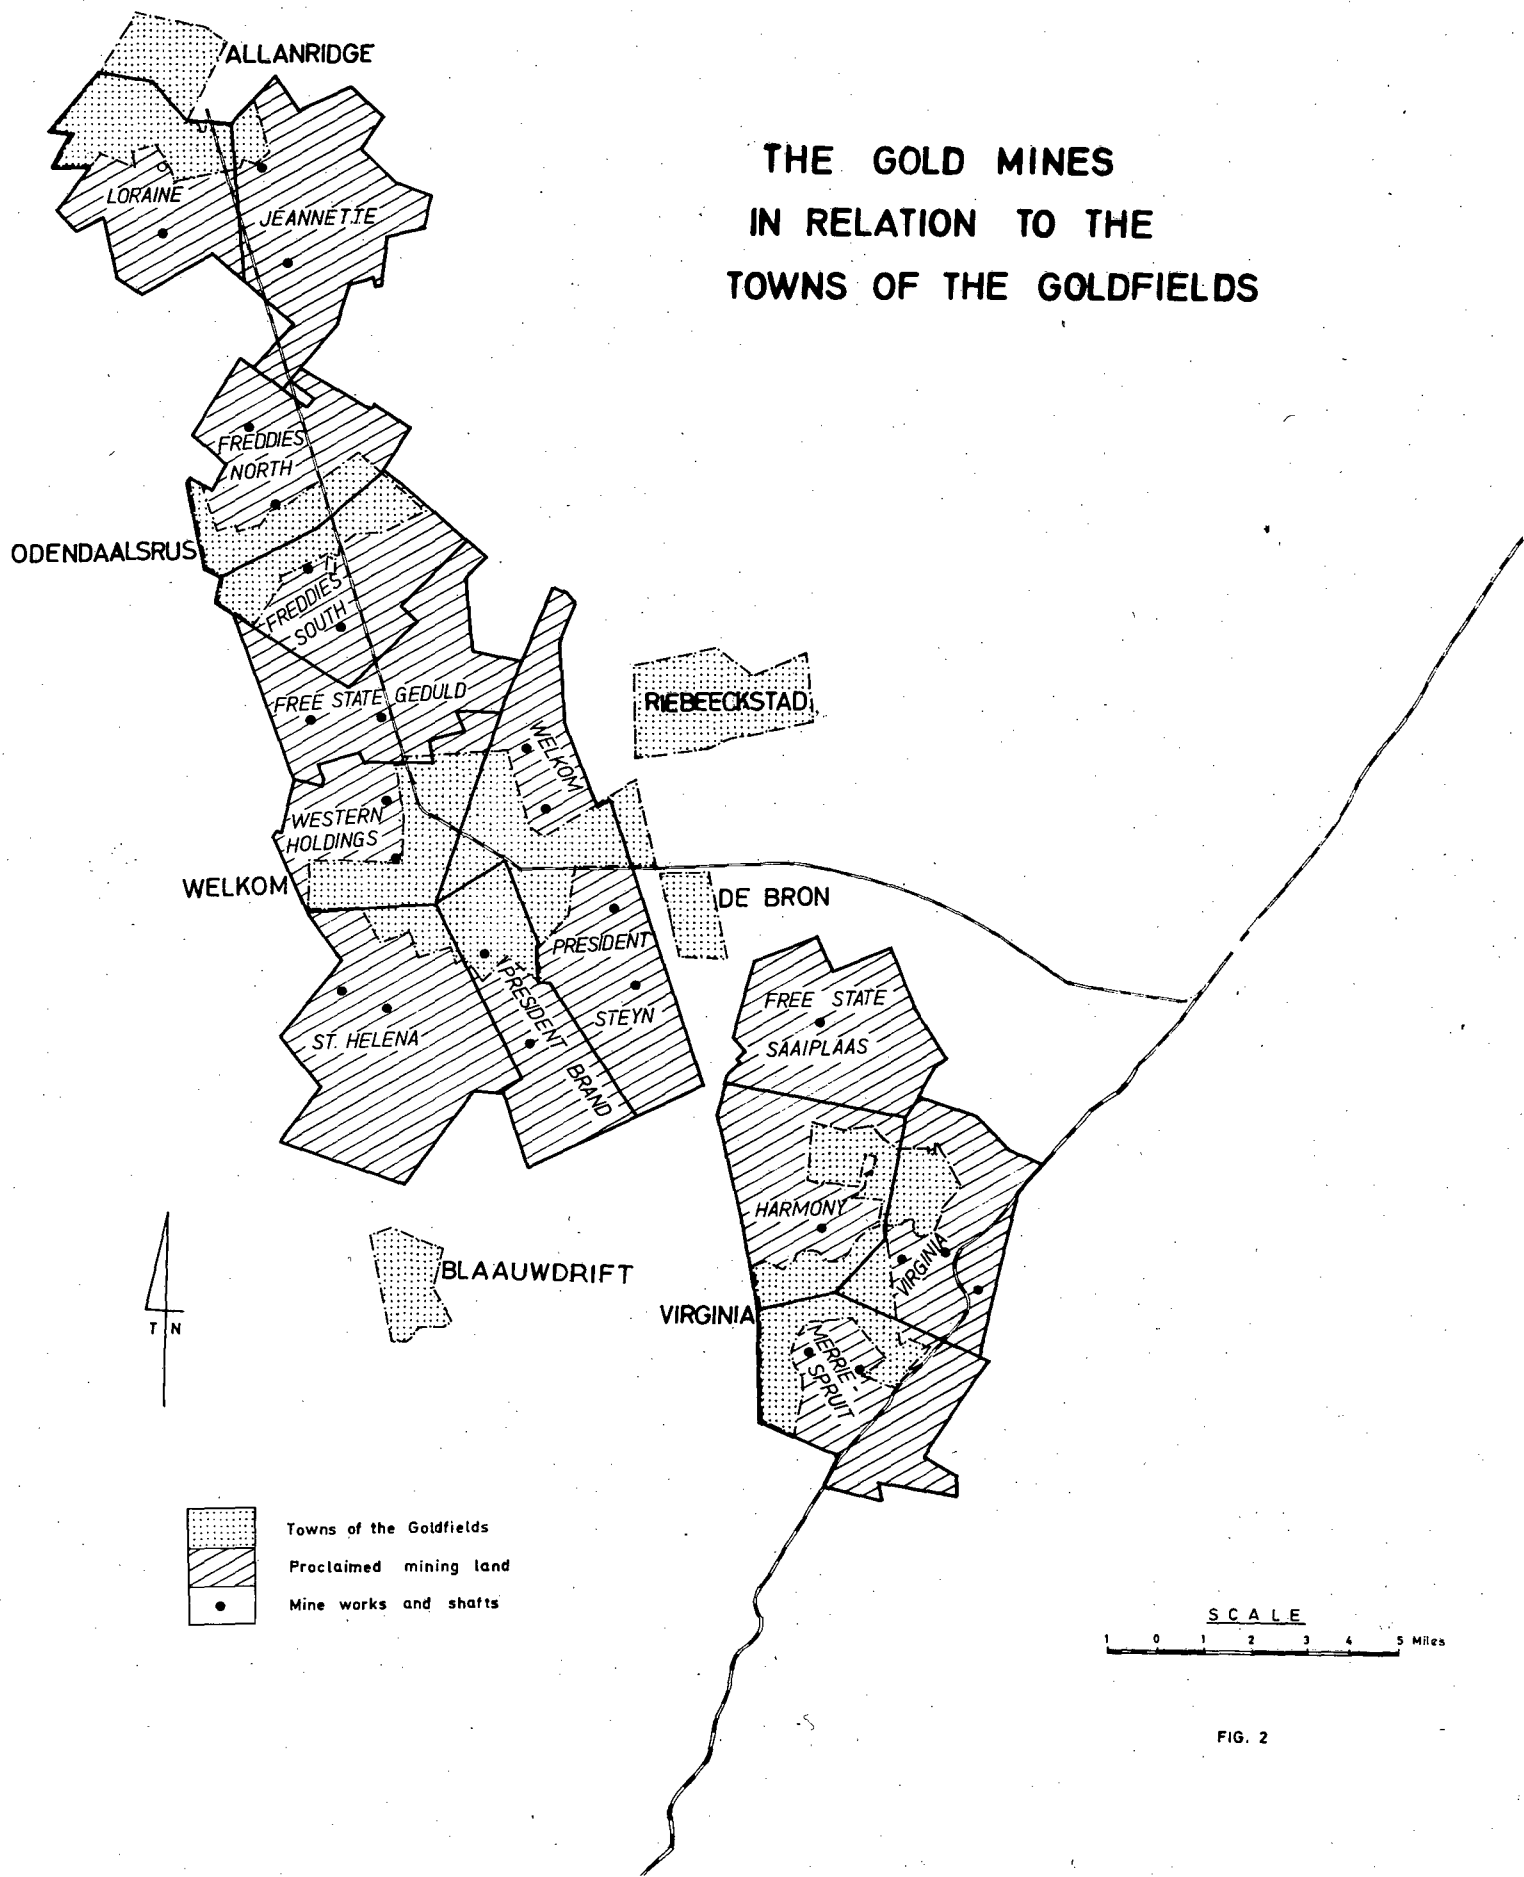 ALLANRIDGE
THE GOLD MINES
IN RELATION TO THE
TOWNS OF THE GOLDFIELDS
LORAINE
JEANNETTE
FREDDIES
NORTH
ODENDAALSRUS
FREDDIES
SOUTH
FREE STATE GEDULD
RIEBEECKSTAD
WELKOM
WESTERN
HOLDINGS
WELKOM
DE BRON
PRESIDENT
STEYN
PRESIDENT BRAND
ST. HELENA
FREE STATE
SAAIPLAAS
HARMONY
VIRGINIA
BLAAUWDRIFT
VIRGINIA
MERRIE-
SPRUIT
T N
Towns of the Goldfields
Proclaimed mining land
Mine works and shafts
SCALE
1 0 1 2 3 4 5 Miles
FIG. 2